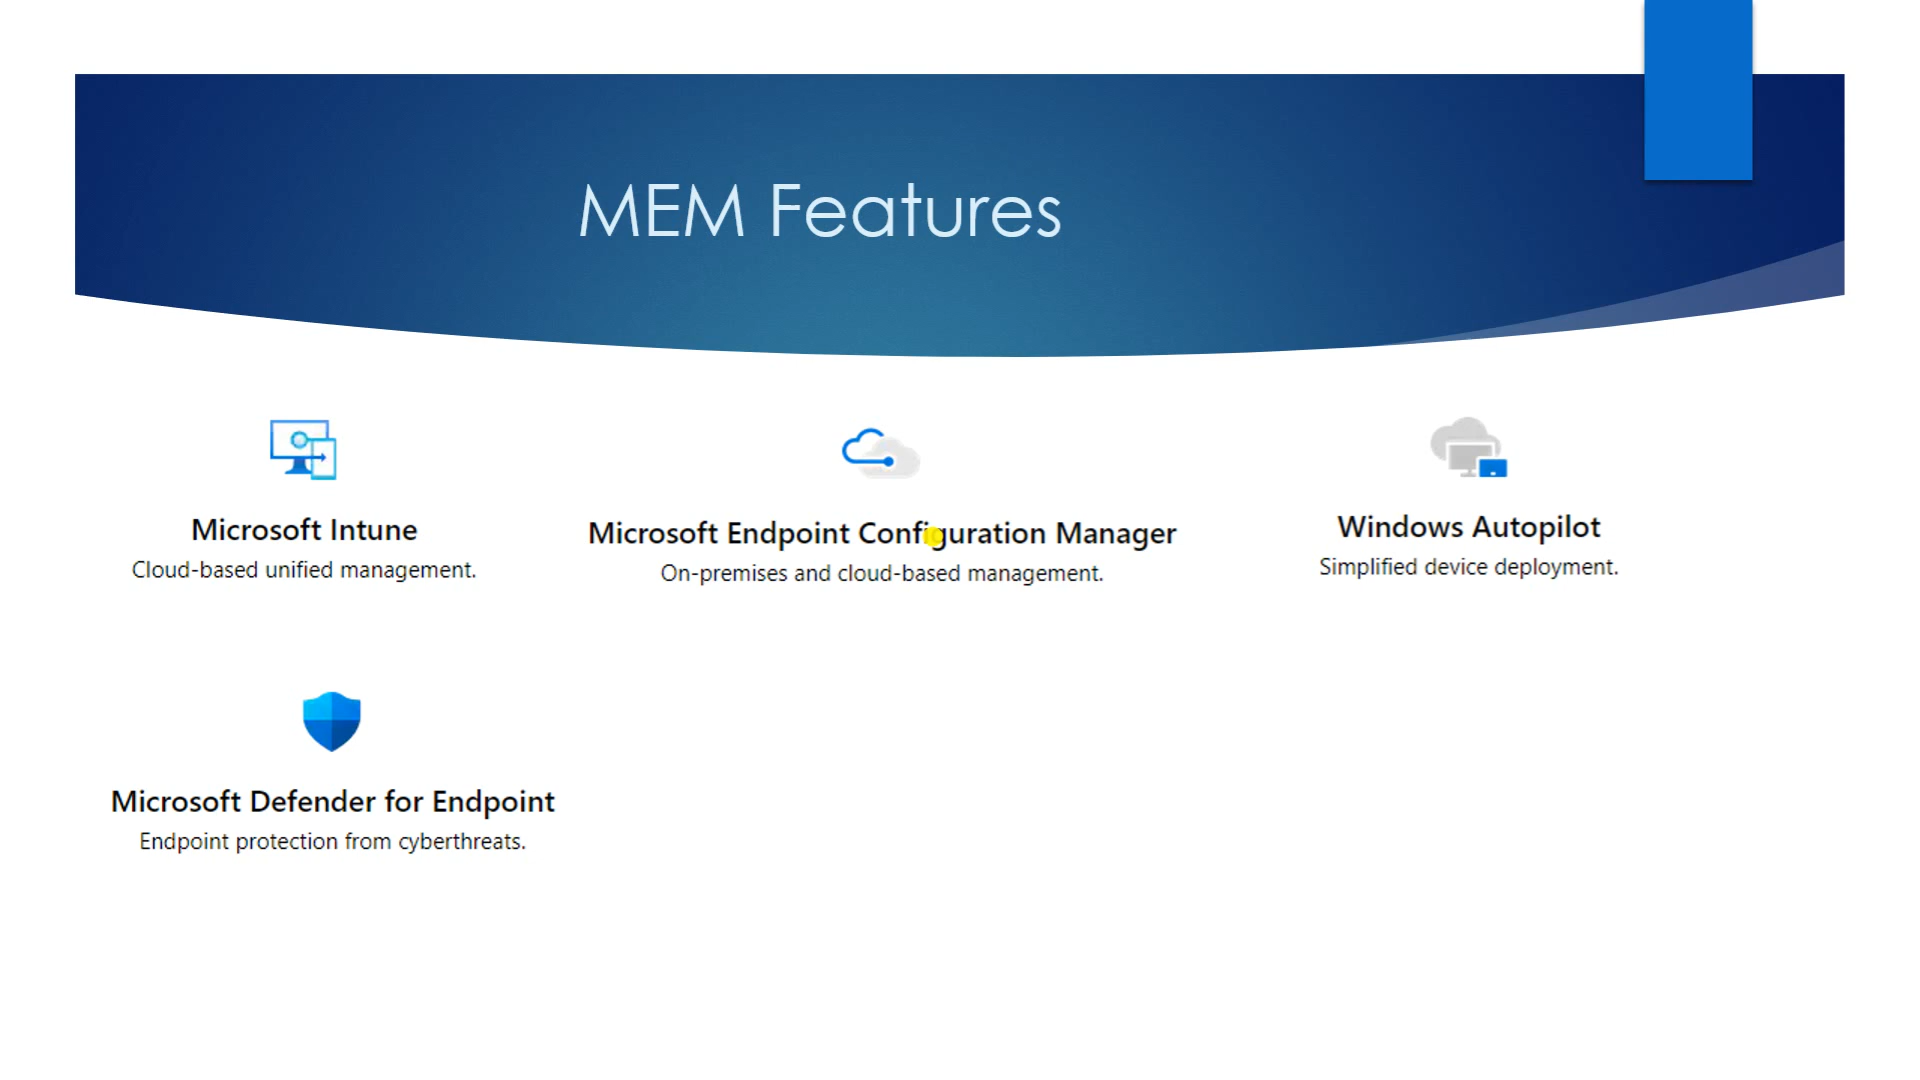 MEM Features
Microsoft Intune
Cloud-based unified management.
Microsoft Endpoint Configuration Manager
On-premises and cloud-based management.
Windows Autopilot
Simplified device deployment.
Microsoft Defender for Endpoint
Endpoint protection from cyberthreats.